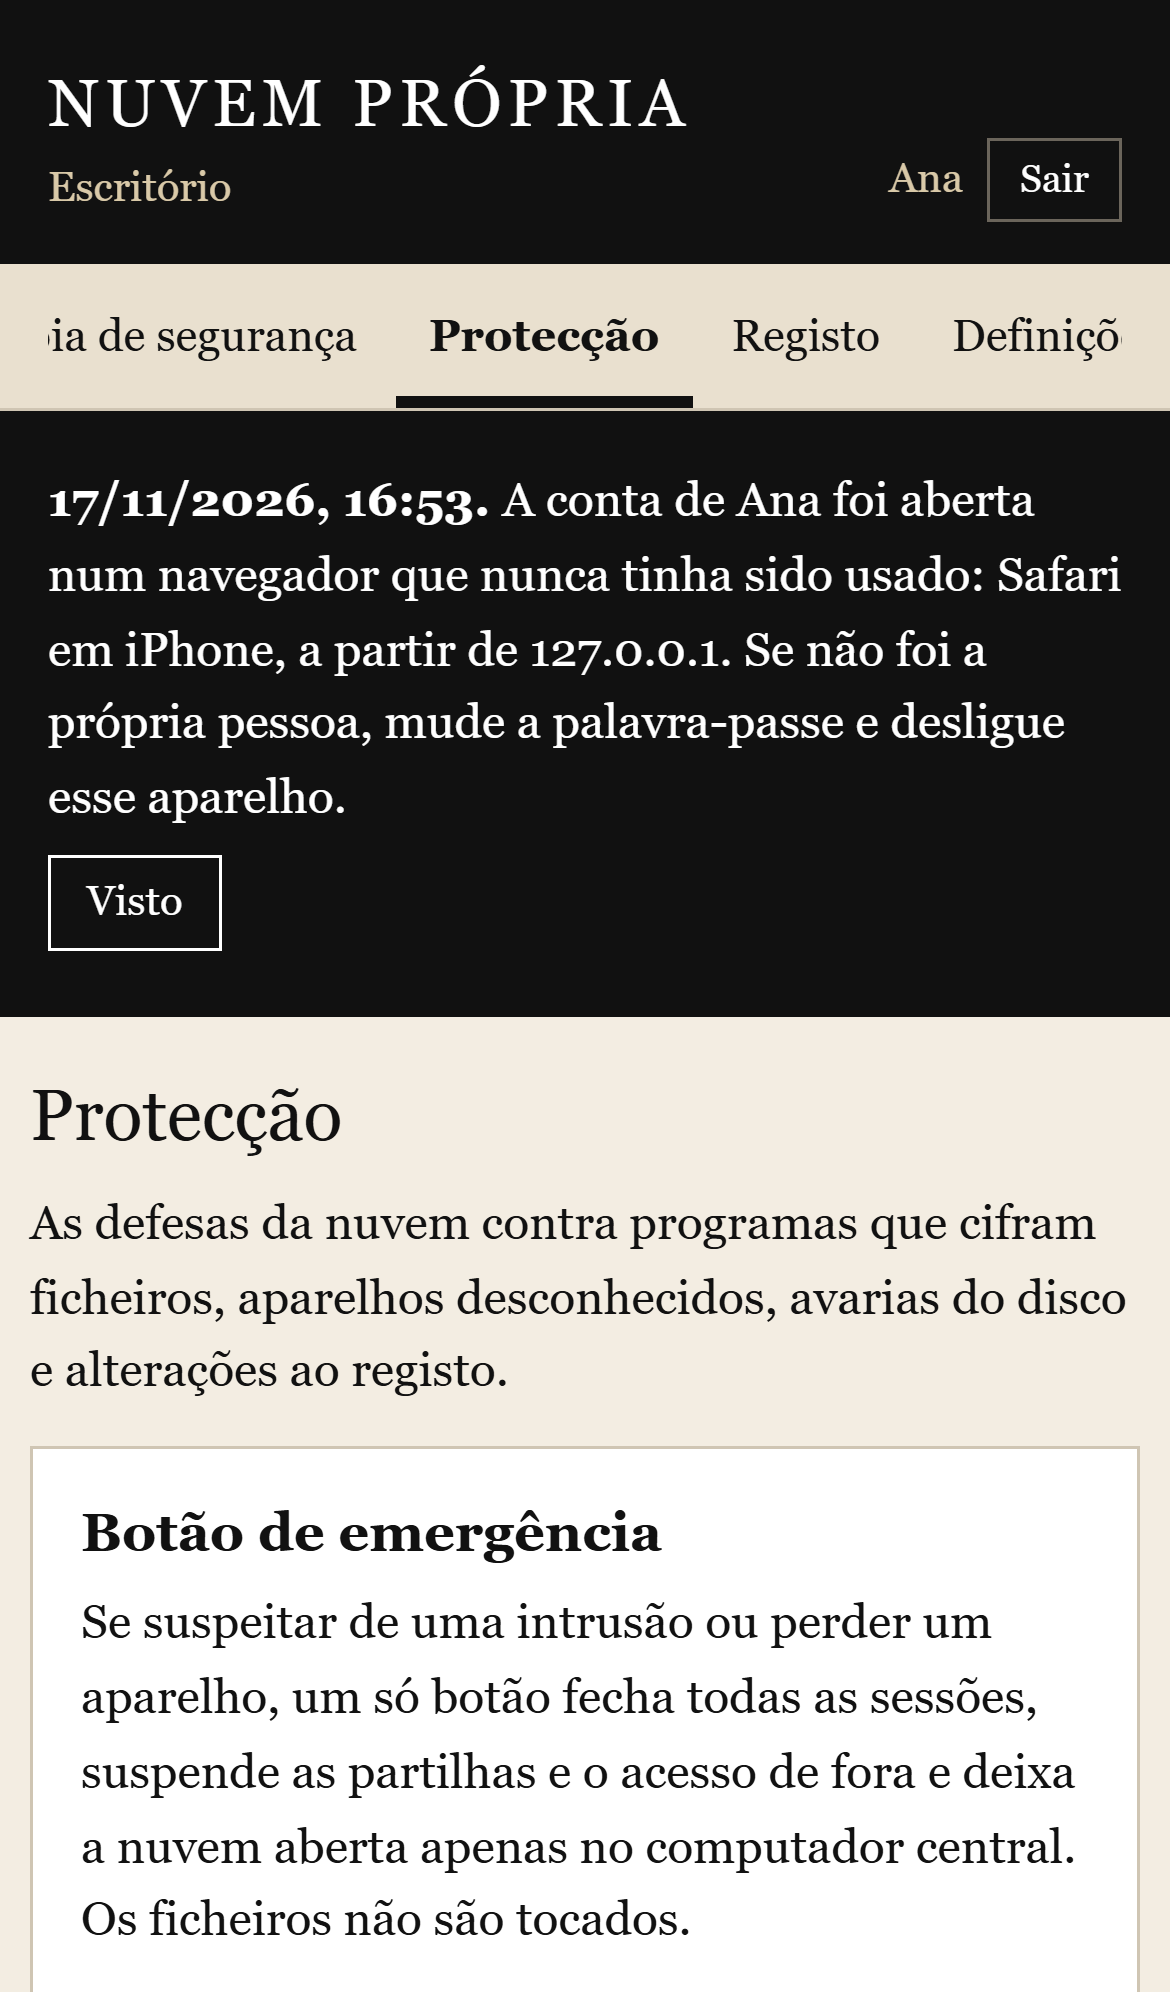 NUVEM PRÓPRIA
Escritório
Ana
Sair
ia de segurança
Protecção
Registo
Definiçõ
17/11/2026, 16:53. A conta de Ana foi aberta
num navegador que nunca tinha sido usado: Safari
em iPhone, a partir de 127.0.0.1. Se não foi a
própria pessoa, mude a palavra-passe e desligue
esse aparelho.
Visto
Protecção
As defesas da nuvem contra programas que cifram
ficheiros, aparelhos desconhecidos, avarias do disco
e alterações ao registo.
Botão de emergência
Se suspeitar de uma intrusão ou perder um
aparelho, um só botão fecha todas as sessões,
suspende as partilhas e o acesso de fora e deixa
a nuvem aberta apenas no computador central.
Os ficheiros não são tocados.